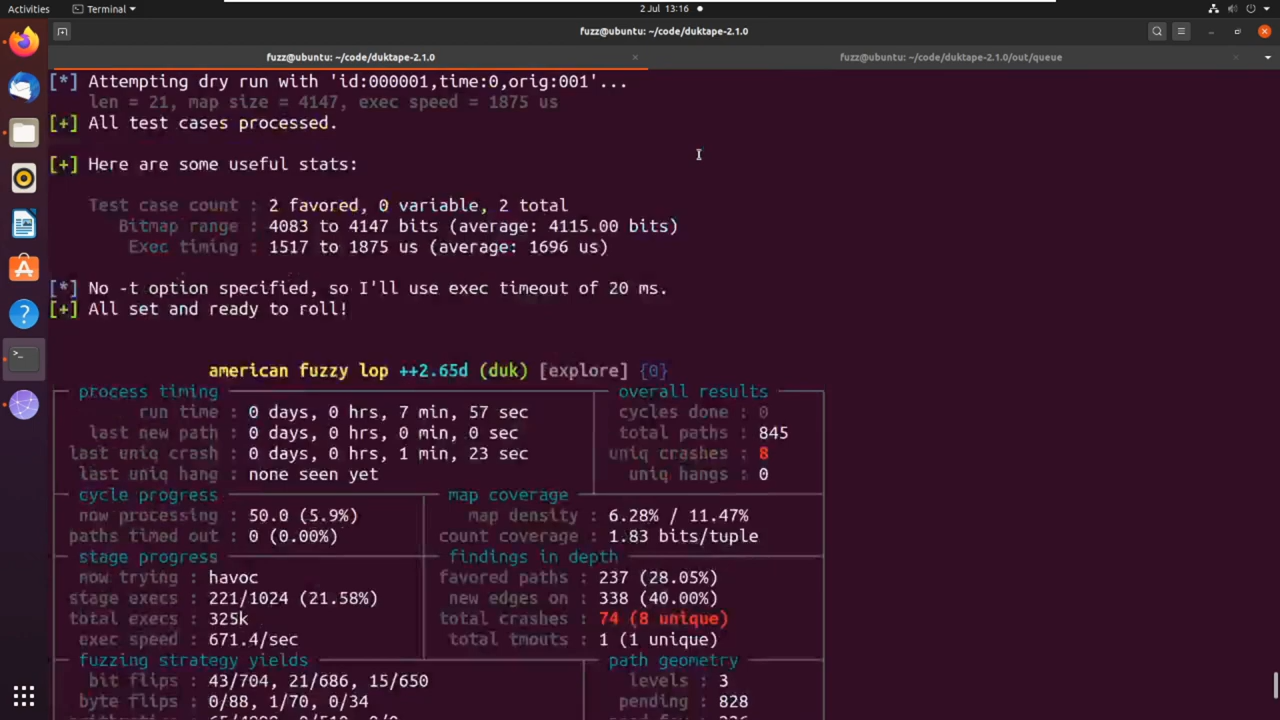 Activities
Terminal
2 Jul 13:16
fuzz@ubuntu: ~/code/duktape-2.1.0
fuzz@ubuntu: ~/code/duktape-2.1.0
fuzz@ubuntu: ~/code/duktape-2.1.0/out/queue
[*] Attempting dry run with 'id:000001,time:0,orig:001'...
len = 21, map size = 4147, exec speed = 1875 us
[+] All test cases processed.
[+] Here are some useful stats:
Test case count : 2 favored, 0 variable, 2 total
Bitmap range : 4083 to 4147 bits (average: 4115.00 bits)
Exec timing : 1517 to 1875 us (average: 1696 us)
[*] No -t option specified, so I'll use exec timeout of 20 ms.
[+] All set and ready to roll!
american fuzzy lop ++2.65d (duk) [explore] {0}
process timing
overall results
run time : 0 days, 0 hrs, 7 min, 57 sec
cycles done : 0
last new path : 0 days, 0 hrs, 0 min, 0 sec
total paths : 845
last uniq crash : 0 days, 0 hrs, 1 min, 23 sec
uniq crashes : 8
last uniq hang : none seen yet
uniq hangs : 0
cycle progress
map coverage
now processing : 50.0 (5.9%)
map density : 6.28% / 11.47%
paths timed out : 0 (0.00%)
count coverage : 1.83 bits/tuple
stage progress
findings in depth
now trying : havoc
favored paths : 237 (28.05%)
stage execs : 221/1024 (21.58%)
new edges on : 338 (40.00%)
total execs : 325k
total crashes : 74 (8 unique)
exec speed : 671.4/sec
total tmouts : 1 (1 unique)
fuzzing strategy yields
path geometry
bit flips : 43/704, 21/686, 15/650
levels : 3
byte flips : 0/88, 1/70, 0/34
pending : 828